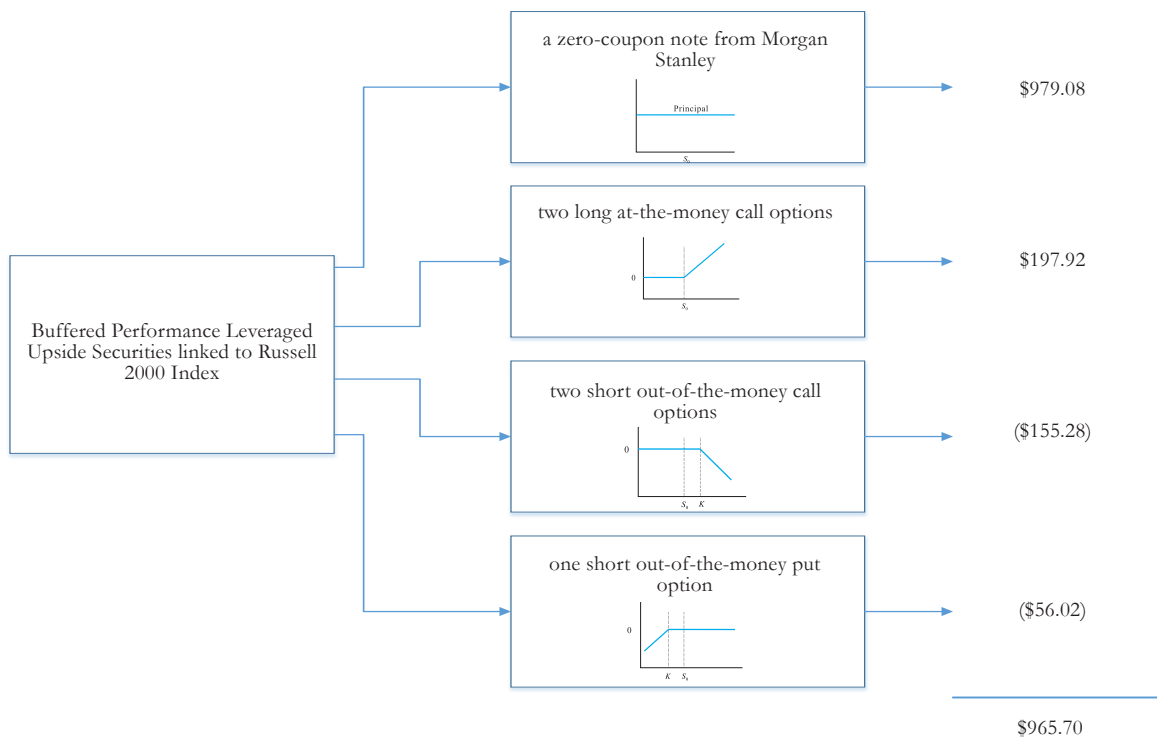 Buffered Performance Leveraged
Upside Securities linked to Russell
2000 Index
a zero-coupon note from Morgan
Stanley
Principal
S₀
$979.08
two long at-the-money call options
0
S₀
$197.92
two short out-of-the-money call
options
0
S₀ K
($155.28)
one short out-of-the-money put
option
0
K S₀
($56.02)
$965.70